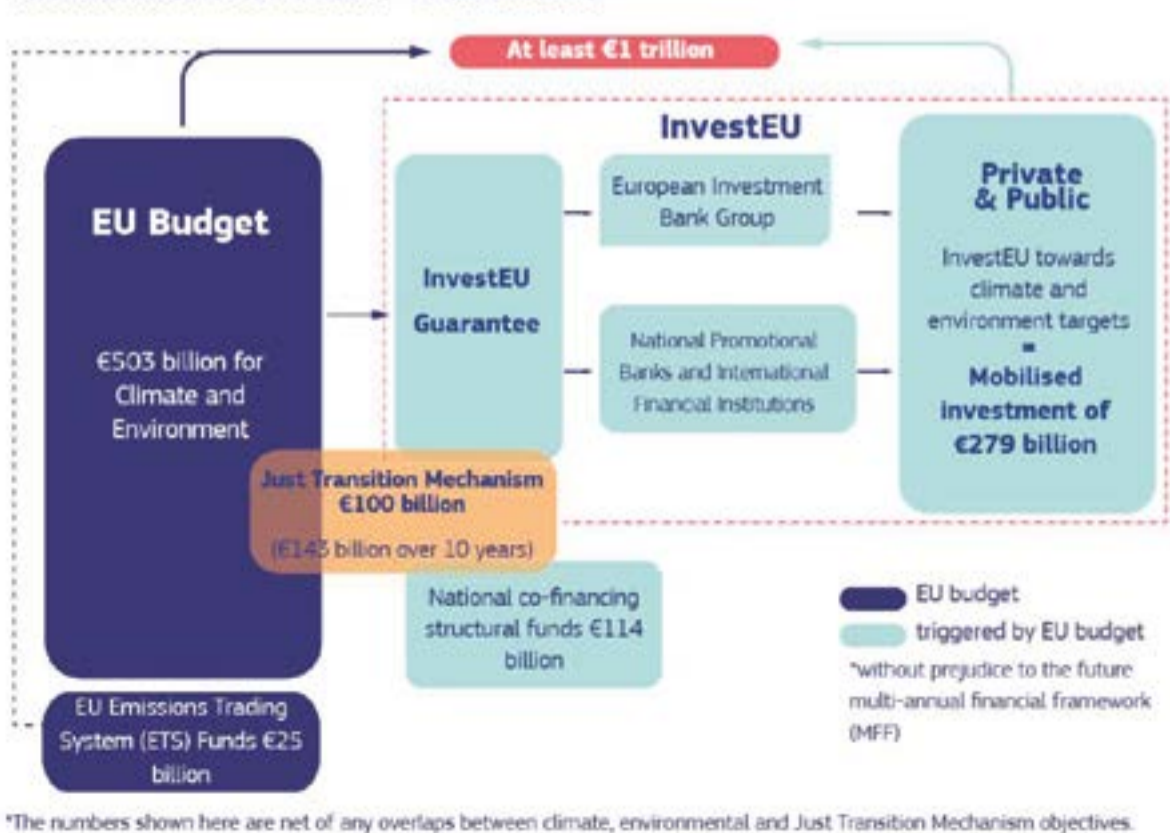 At least €1 trillion
EU Budget
€503 billion for
Climate and
Environment
InvestEU
InvestEU
Guarantee
European Investment
Bank Group
National Promotional
Banks and International
Financial Institutions
Private
& Public
InvestEU towards
climate and
environment targets
=
Mobilised
investment of
€279 billion
Just Transition Mechanism
€100 billion
(€143 billion over 10 years)
National co-financing
structural funds €114
billion
EU Emissions Trading
System (ETS) Funds €25
billion
EU budget
triggered by EU budget
*without prejudice to the future
multi-annual financial framework
(MFF)
*The numbers shown here are net of any overlaps between climate, environmental and Just Transition Mechanism objectives.